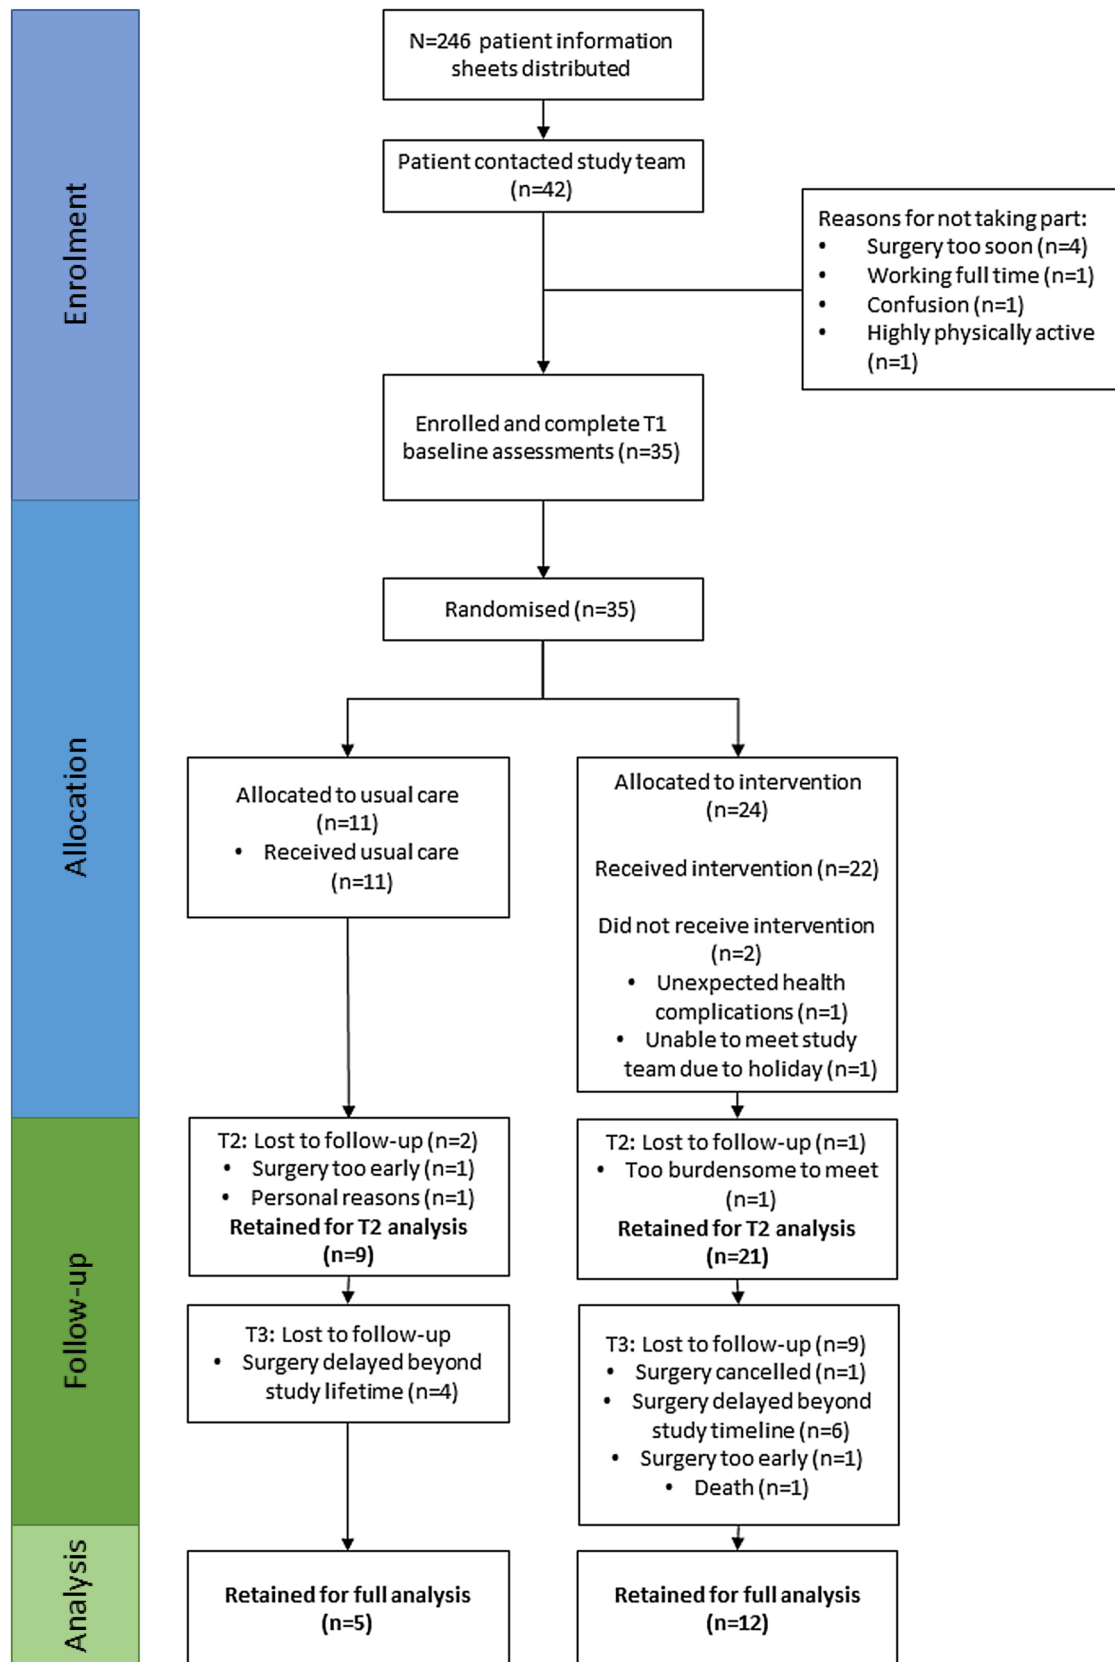 Enrolment
N=246 patient information
sheets distributed
Patient contacted study team
(n=42)
Reasons for not taking part:
• Surgery too soon (n=4)
• Working full time (n=1)
• Confusion (n=1)
• Highly physically active
(n=1)
Enrolled and complete T1
baseline assessments (n=35)
Allocation
Randomised (n=35)
Allocated to usual care
(n=11)
• Received usual care
(n=11)
Allocated to intervention
(n=24)
Received intervention (n=22)
Did not receive intervention
(n=2)
• Unexpected health
complications (n=1)
• Unable to meet study
team due to holiday (n=1)
Follow-up
T2: Lost to follow-up (n=2)
• Surgery too early (n=1)
• Personal reasons (n=1)
Retained for T2 analysis
(n=9)
T2: Lost to follow-up (n=1)
• Too burdensome to meet
(n=1)
Retained for T2 analysis
(n=21)
T3: Lost to follow-up
• Surgery delayed beyond
study lifetime (n=4)
T3: Lost to follow-up (n=9)
• Surgery cancelled (n=1)
• Surgery delayed beyond
study timeline (n=6)
• Surgery too early (n=1)
• Death (n=1)
Analysis
Retained for full analysis
(n=5)
Retained for full analysis
(n=12)